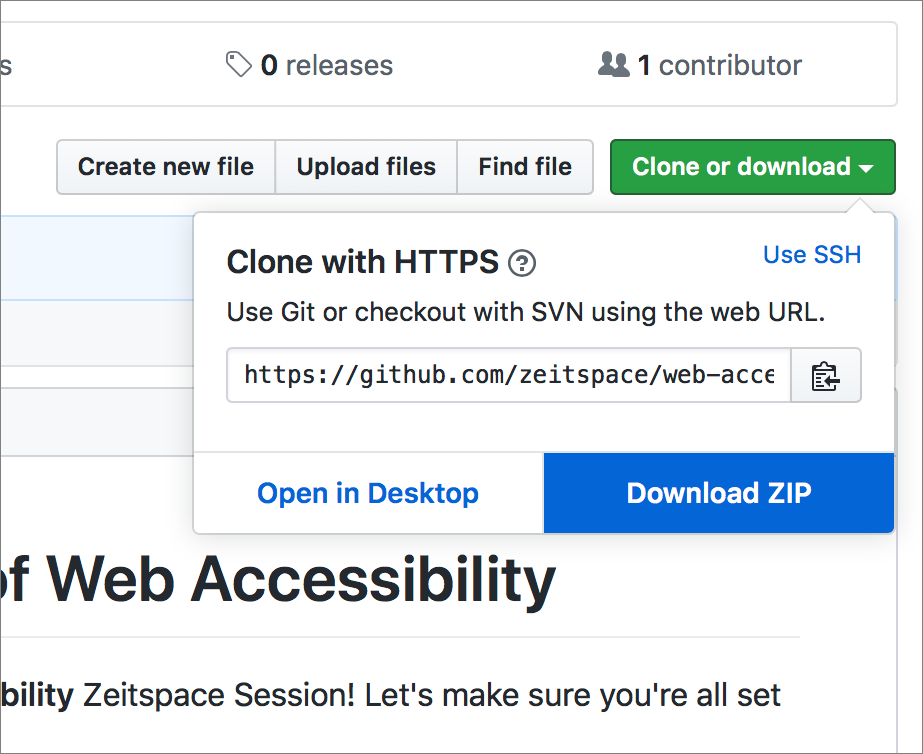 0 releases
1 contributor
Create new file
Upload files
Find file
Clone or download
Clone with HTTPS
Use SSH
Use Git or checkout with SVN using the web URL.
https://github.com/zeitspace/web-acce
Open in Desktop
Download ZIP
of Web Accessibility
bility Zeitspace Session! Let's make sure you're all set